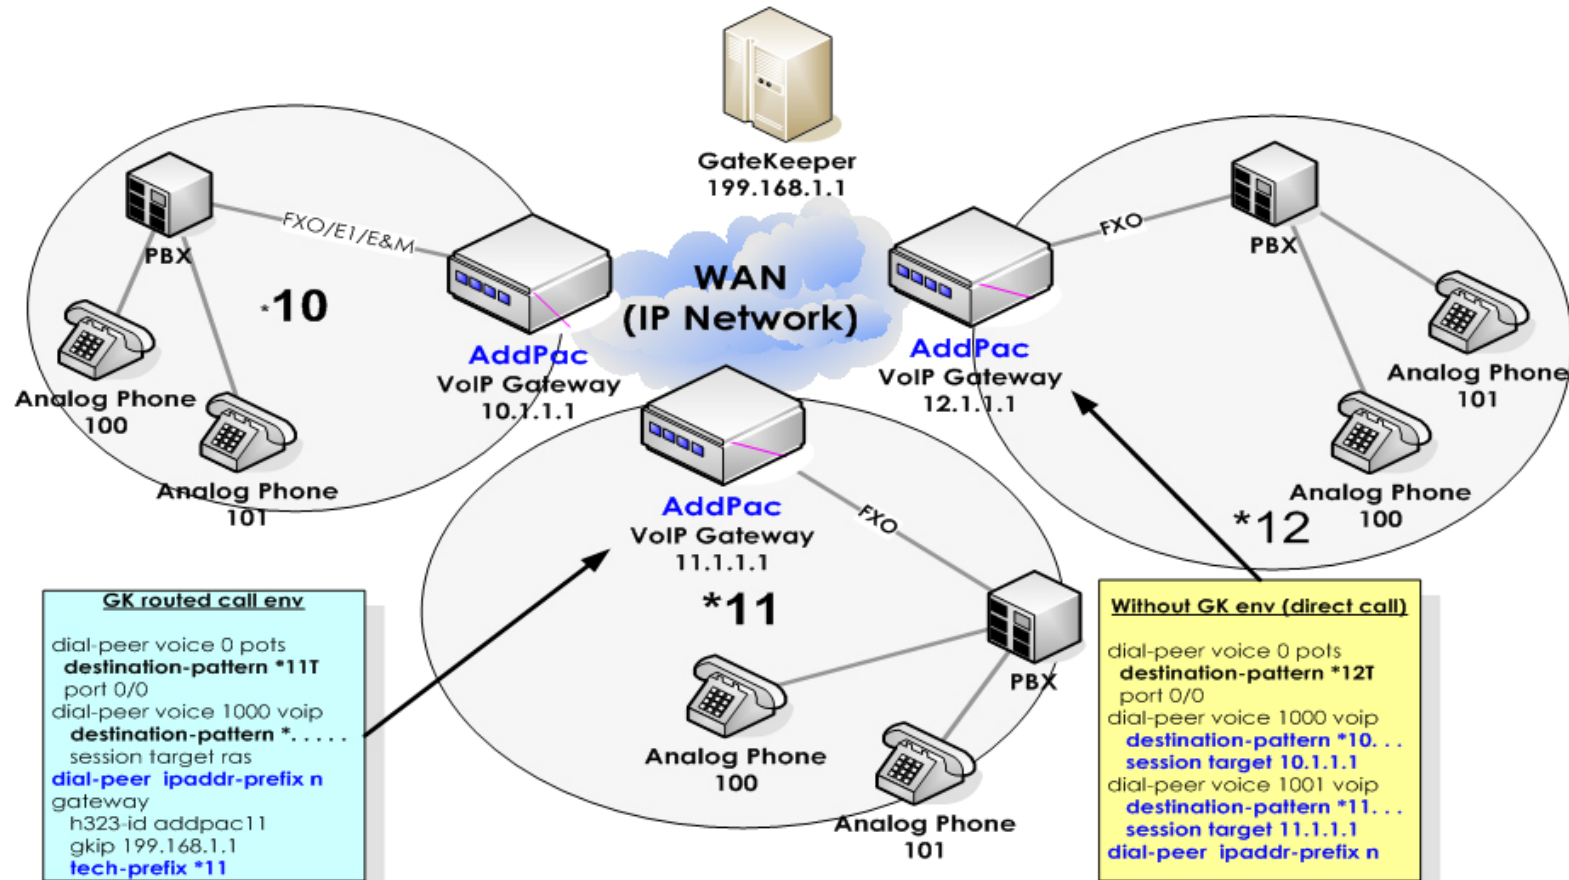 GateKeeper
199.168.1.1
PBX
FXO/E1/E&M
*10
Analog Phone
100
Analog Phone
101
AddPac
VoIP Gateway
10.1.1.1
WAN
(IP Network)
AddPac
VoIP Gateway
12.1.1.1
FXO
PBX
Analog Phone
101
Analog Phone
100
*12
AddPac
VoIP Gateway
11.1.1.1
*11
FXO
PBX
Analog Phone
100
Analog Phone
101
GK routed call env
dial-peer voice 0 pots
destination-pattern *11T
port 0/0
dial-peer voice 1000 voip
destination-pattern *. . . . .
session target ras
dial-peer ipaddr-prefix n
gateway
h323-id addpac11
gkip 199.168.1.1
tech-prefix *11
Without GK env (direct call)
dial-peer voice 0 pots
destination-pattern *12T
port 0/0
dial-peer voice 1000 voip
destination-pattern *10. . .
session target 10.1.1.1
dial-peer voice 1001 voip
destination-pattern *11. . .
session target 11.1.1.1
dial-peer ipaddr-prefix n